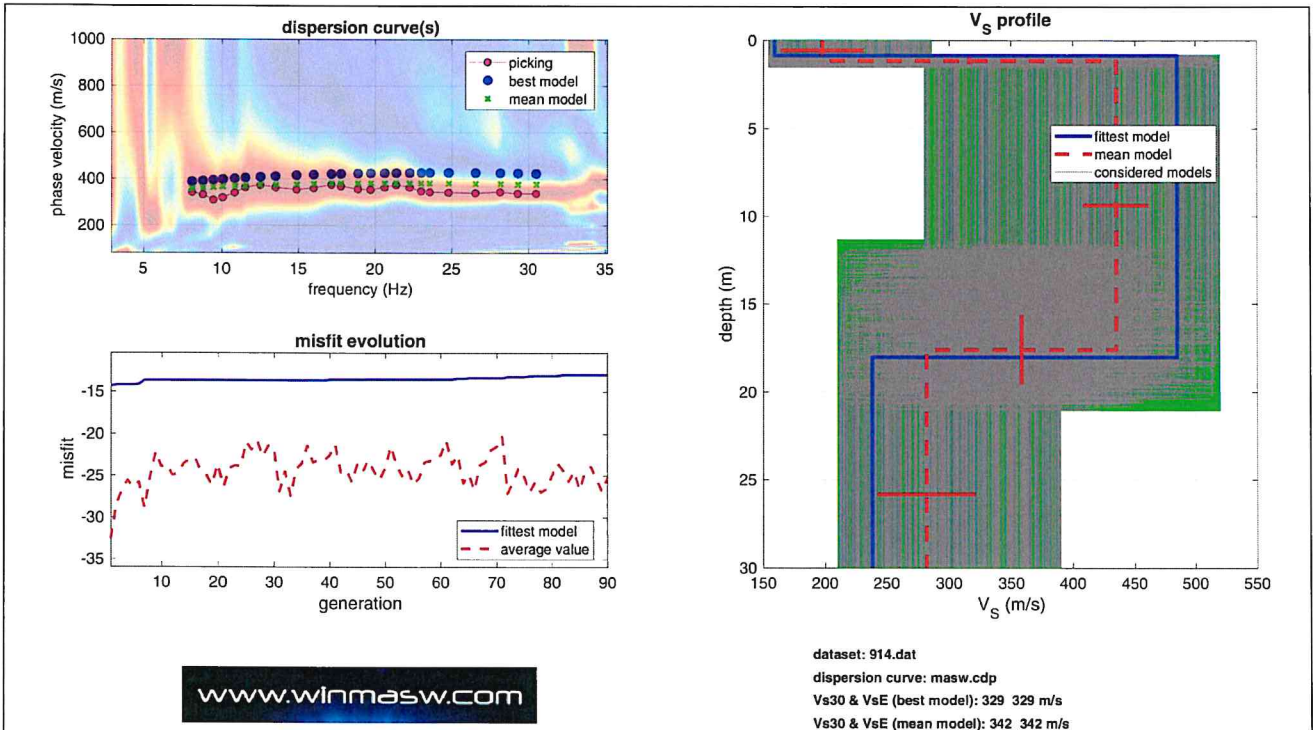 dispersion curve(s)
1000
800
600
400
200
phase velocity (m/s)
picking
best model
mean model
5 10 15 20 25 30 35
frequency (Hz)
misfit evolution
-15
-20
-25
-30
-35
misfit
fittest model
average value
10 20 30 40 50 60 70 80 90
generation
www.winmasw.com
VS profile
0
5
10
15
20
25
30
depth (m)
fittest model
mean model
considered models
150 200 250 300 350 400 450 500 550
VS (m/s)
dataset: 914.dat
dispersion curve: masw.cdp
Vs30 & VsE (best model): 329 329 m/s
Vs30 & VsE (mean model): 342 342 m/s